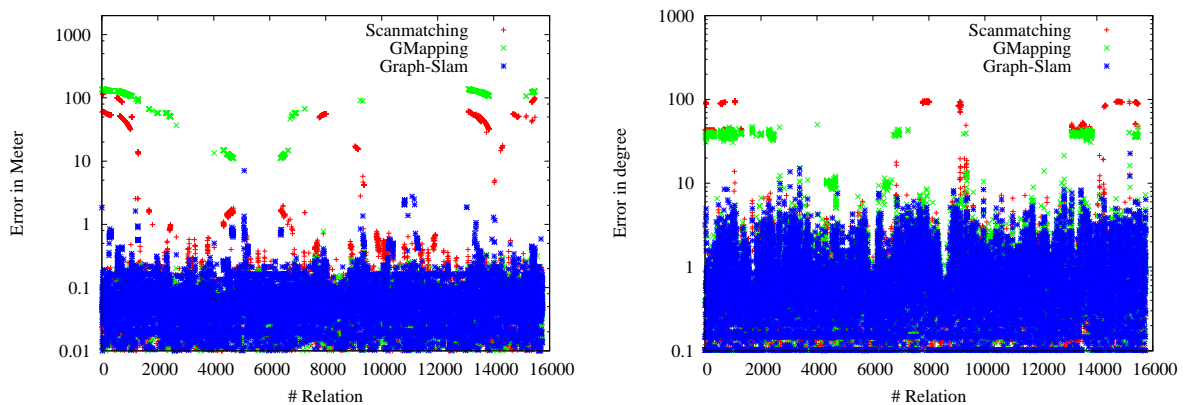 Error in Meter
1000
100
10
1
0.1
0.01
Scanmatching
GMapping
Graph-Slam
0 2000 4000 6000 8000 10000 12000 14000 16000
# Relation
Error in degree
1000
100
10
1
0.1
Scanmatching
GMapping
Graph-Slam
0 2000 4000 6000 8000 10000 12000 14000 16000
# Relation